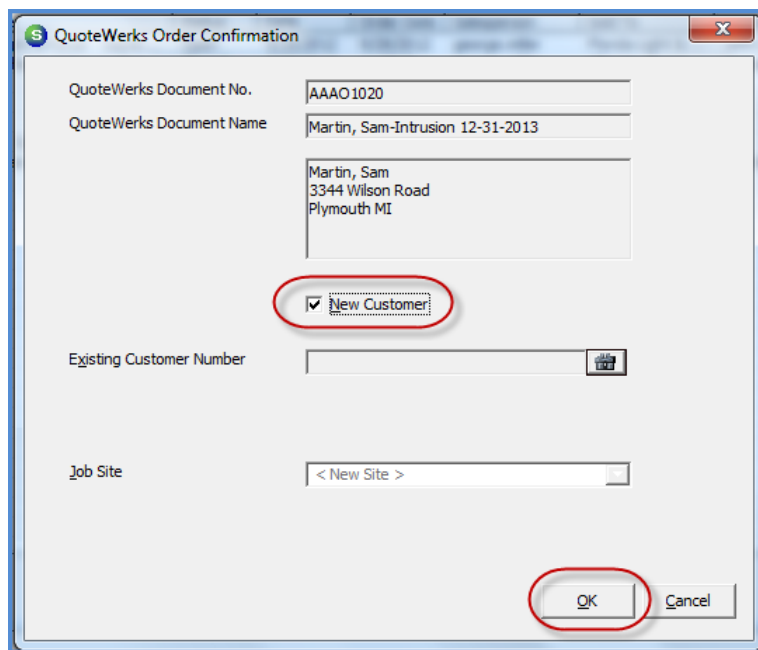 S QuoteWerks Order Confirmation
QuoteWerks Document No.
AAAO1020
QuoteWerks Document Name
Martin, Sam-Intrusion 12-31-2013
Martin, Sam
3344 Wilson Road
Plymouth MI
New Customer
Existing Customer Number
Job Site
< New Site >
OK
Cancel